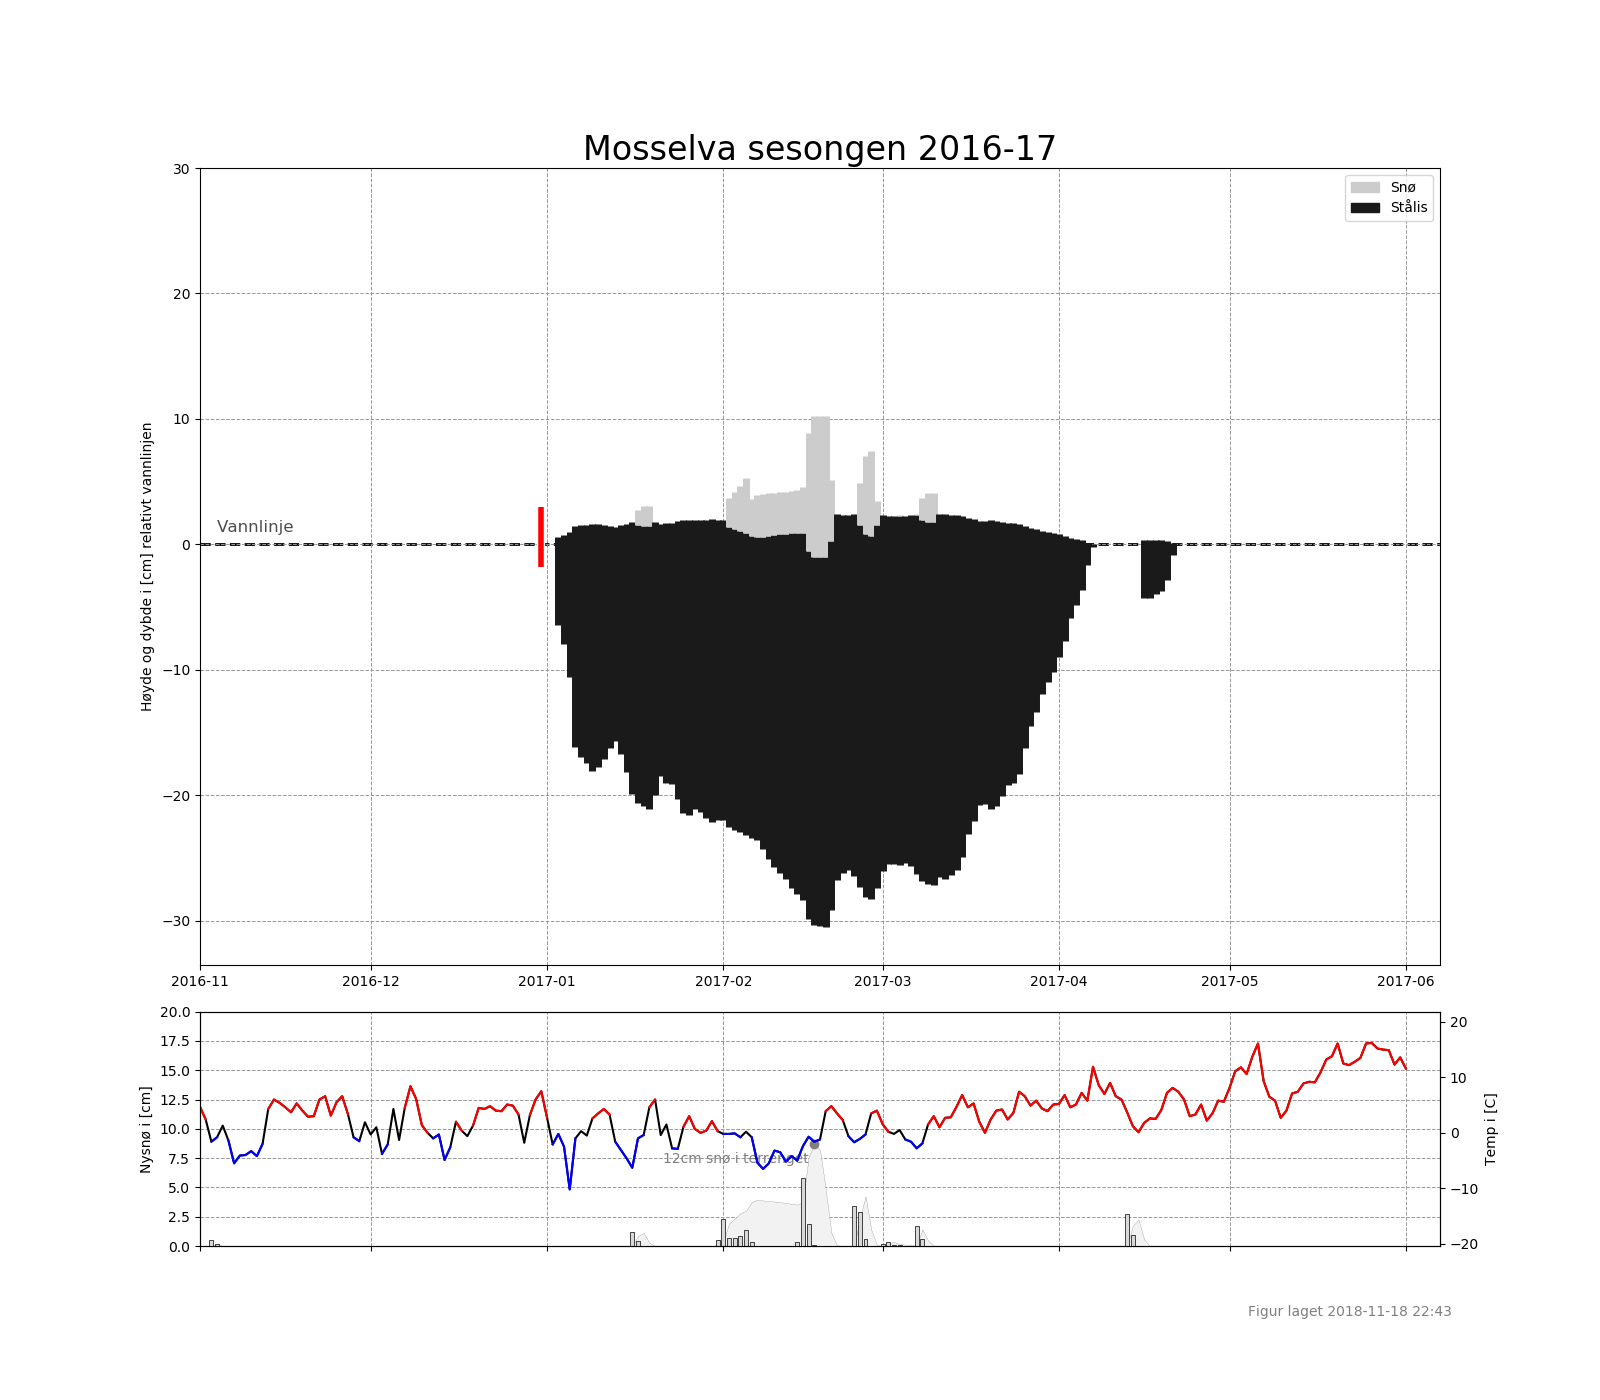 Mosselva sesongen 2016-17
30
20
10
0
−10
−20
−30
Høyde og dybde i [cm] relativt vannlinjen
Snø
Stålis
Vannlinje
2016-11 2016-12 2017-01 2017-02 2017-03 2017-04 2017-05 2017-06
20.0
17.5
15.0
12.5
10.0
7.5
5.0
2.5
0.0
Nysnø i [cm]
12cm snø i terrenget
20
10
0
−10
−20
Temp i [C]
Figur laget 2018-11-18 22:43